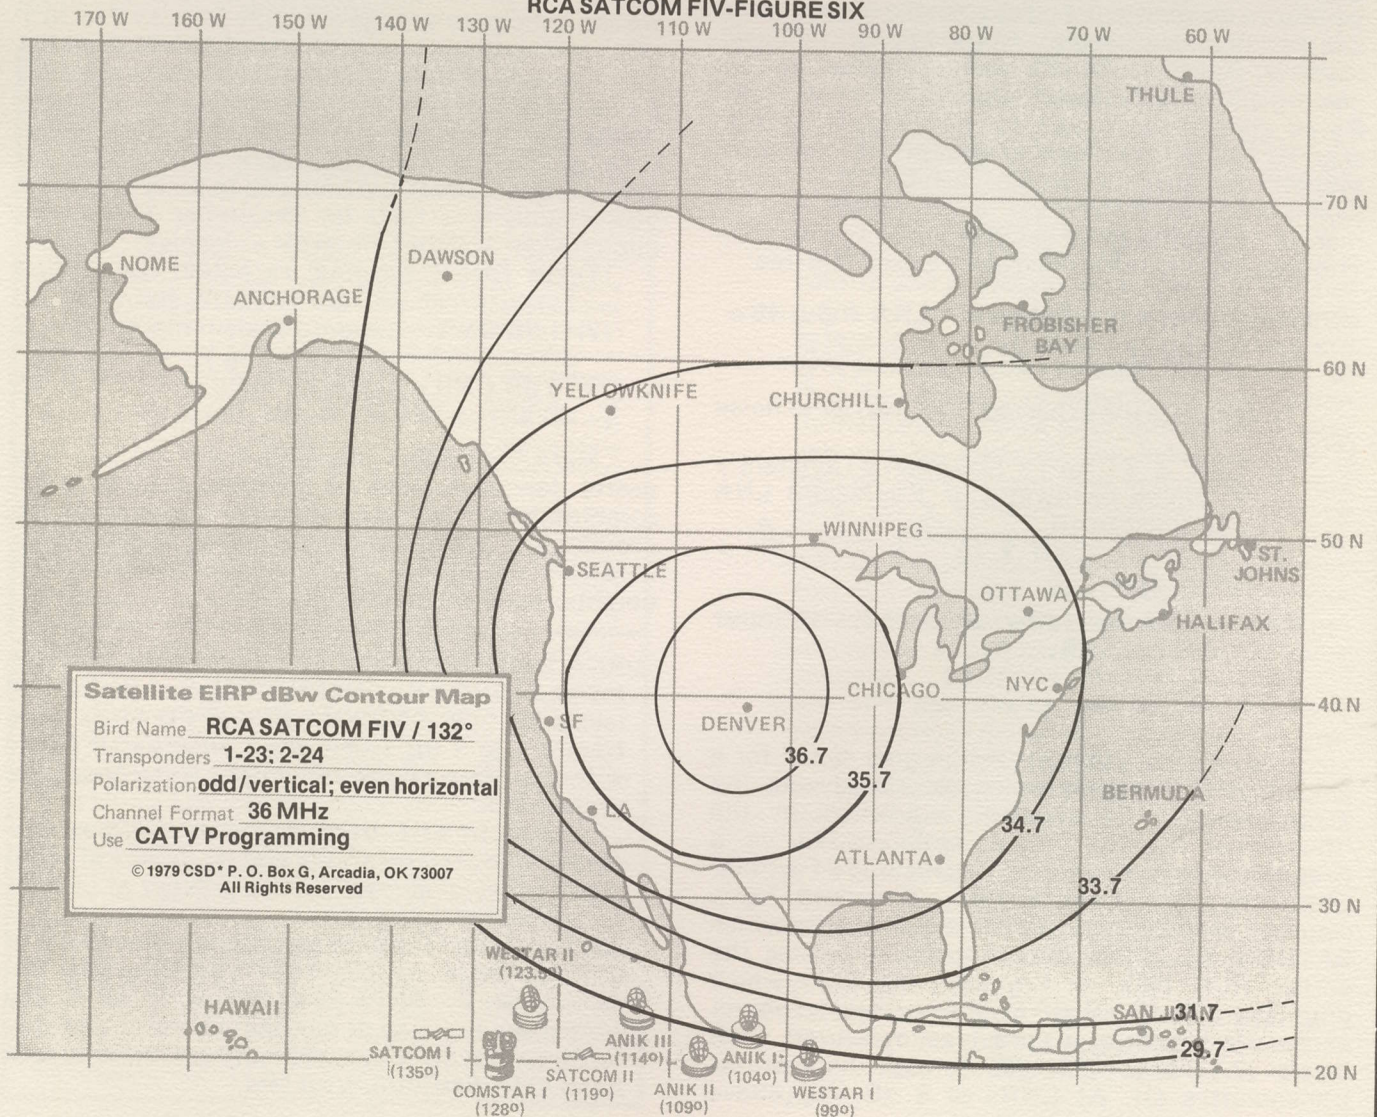 RCA SATCOM FIV-FIGURE SIX
170 W 160 W 150 W 140 W 130 W 120 W 110 W 100 W 90 W 80 W 70 W 60 W
THULE
70 N
NOME
DAWSON
ANCHORAGE
FROBISHER
BAY
60 N
YELLOWKNIFE
CHURCHILL
WINNIPEG
50 N
ST.
JOHNS
SEATTLE
OTTAWA
HALIFAX
CHICAGO
NYC
40 N
SF
DENVER
36.7
35.7
BERMUDA
LA
34.7
ATLANTA
33.7
30 N
Satellite EIRP dBw Contour Map
Bird Name RCA SATCOM FIV / 132°
Transponders 1-23; 2-24
Polarization odd/vertical; even horizontal
Channel Format 36 MHz
Use CATV Programming
© 1979 CSD* P. O. Box G, Arcadia, OK 73007
All Rights Reserved
WESTAR II
(123.5°)
HAWAII
SAN JUAN
31.7
29.7
SATCOM I
(135°)
COMSTAR I
(128°)
SATCOM II
(119°)
ANIK III
(114°)
ANIK II
(109°)
ANIK I
(104°)
WESTAR I
(99°)
20 N